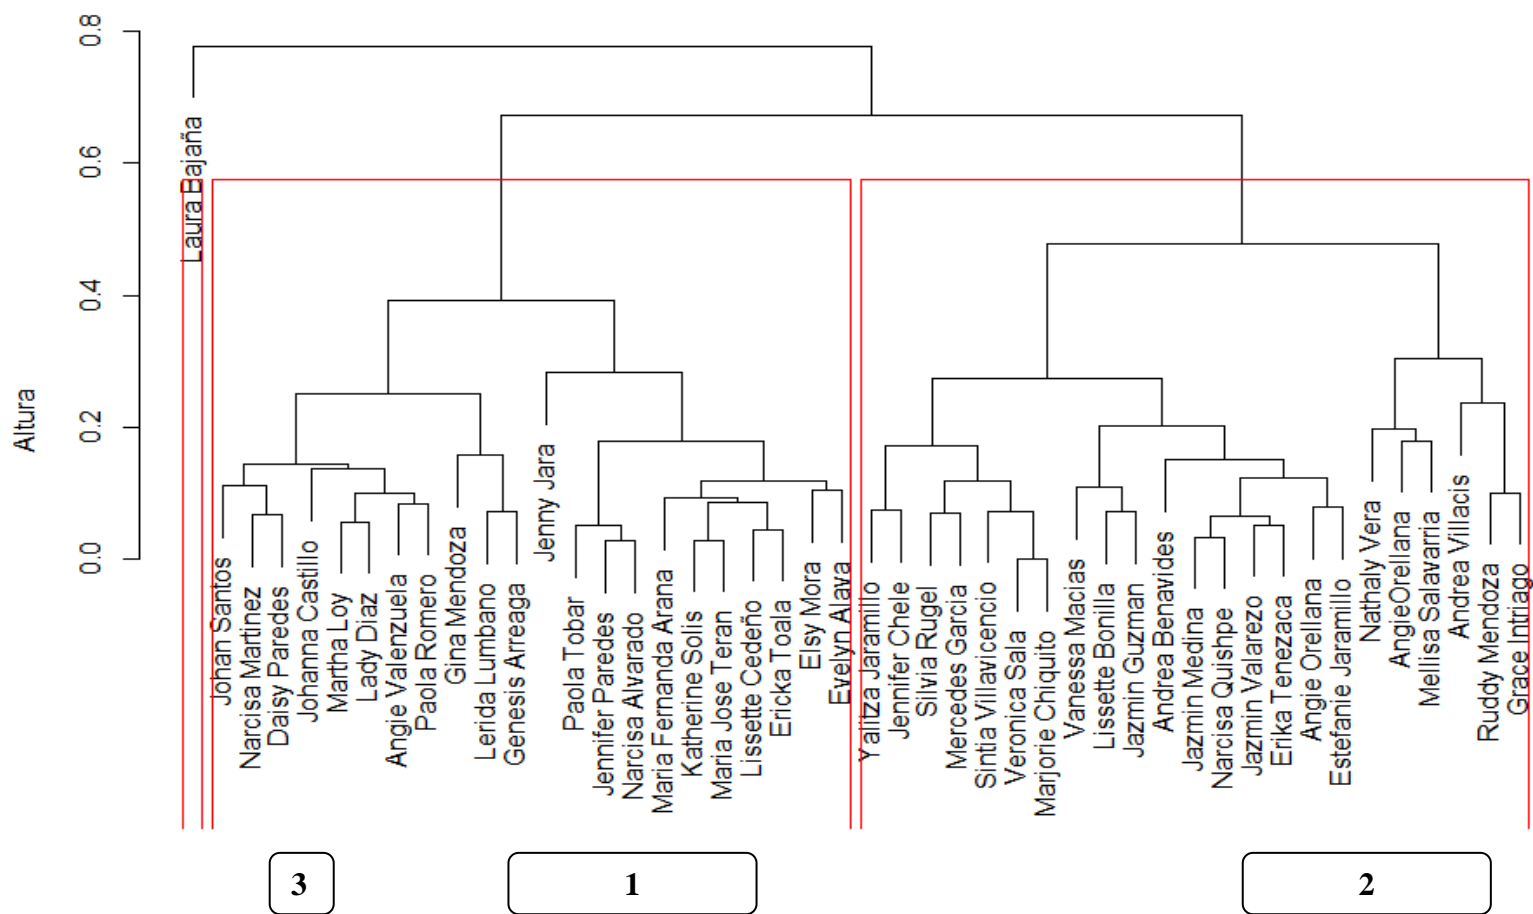 Altura
0.8
0.6
0.4
0.2
0.0
Laura Bajaña
Johan Santos
Narcisa Martinez
Daisy Paredes
Johanna Castillo
Martha Loy
Lady Diaz
Angie Valenzuela
Paola Romero
Gina Mendoza
Lerida Lumbano
Genesis Arreaga
Jenny Jara
Paola Tobar
Jennifer Paredes
Narcisa Alvarado
Maria Fernanda Arana
Katherine Solis
Maria Jose Teran
Lissette Cedeño
Ericka Toala
Elsy Mora
Evelyn Alava
Yalitza Jaramillo
Jennifer Chele
Silvia Rugel
Mercedes Garcia
Sintia Villavicencio
Veronica Sala
Marjorie Chiquito
Vanessa Macias
Lissette Bonilla
Jazmin Guzman
Andrea Benavides
Jazmin Medina
Narcisa Quishpe
Jazmin Valarezo
Erika Tenezaca
Angie Orellana
Estefanie Jaramillo
Nathaly Vera
AngieOrellana
Mellisa Salavarria
Andrea Villacis
Ruddy Mendoza
Grace Intriago
3
1
2